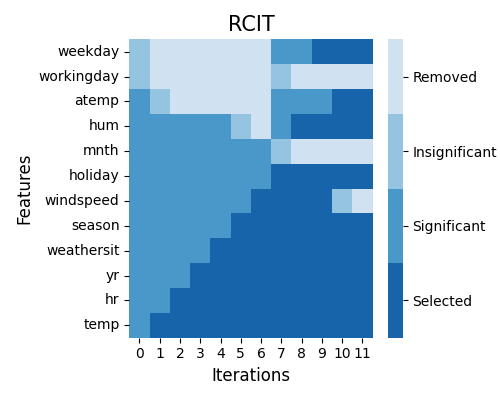 RCIT
weekday
workingday
atemp
hum
mnth
holiday
windspeed
season
weathersit
yr
hr
temp
Features
0 1 2 3 4 5 6 7 8 9 10 11
Iterations
Removed
Insignificant
Significant
Selected